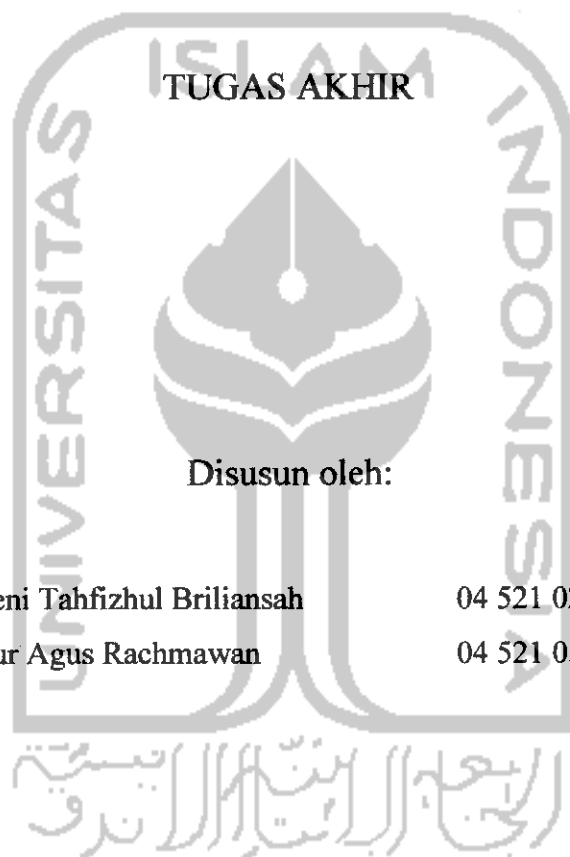 ISLAM
TUGAS AKHIR
UNIVERSITAS
INDONESIA
Disusun oleh:
eni Tahfizhul Briliansah 04 521 0
ur Agus Rachmawan 04 521 0